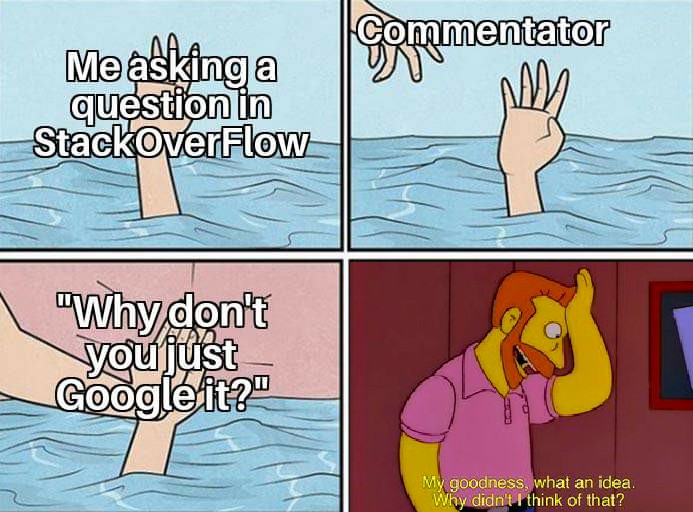 Me asking a
question in
StackOverFlow
Commentator
"Why don't
you just
Google it?"
My goodness, what an idea.
Why didn't I think of that?